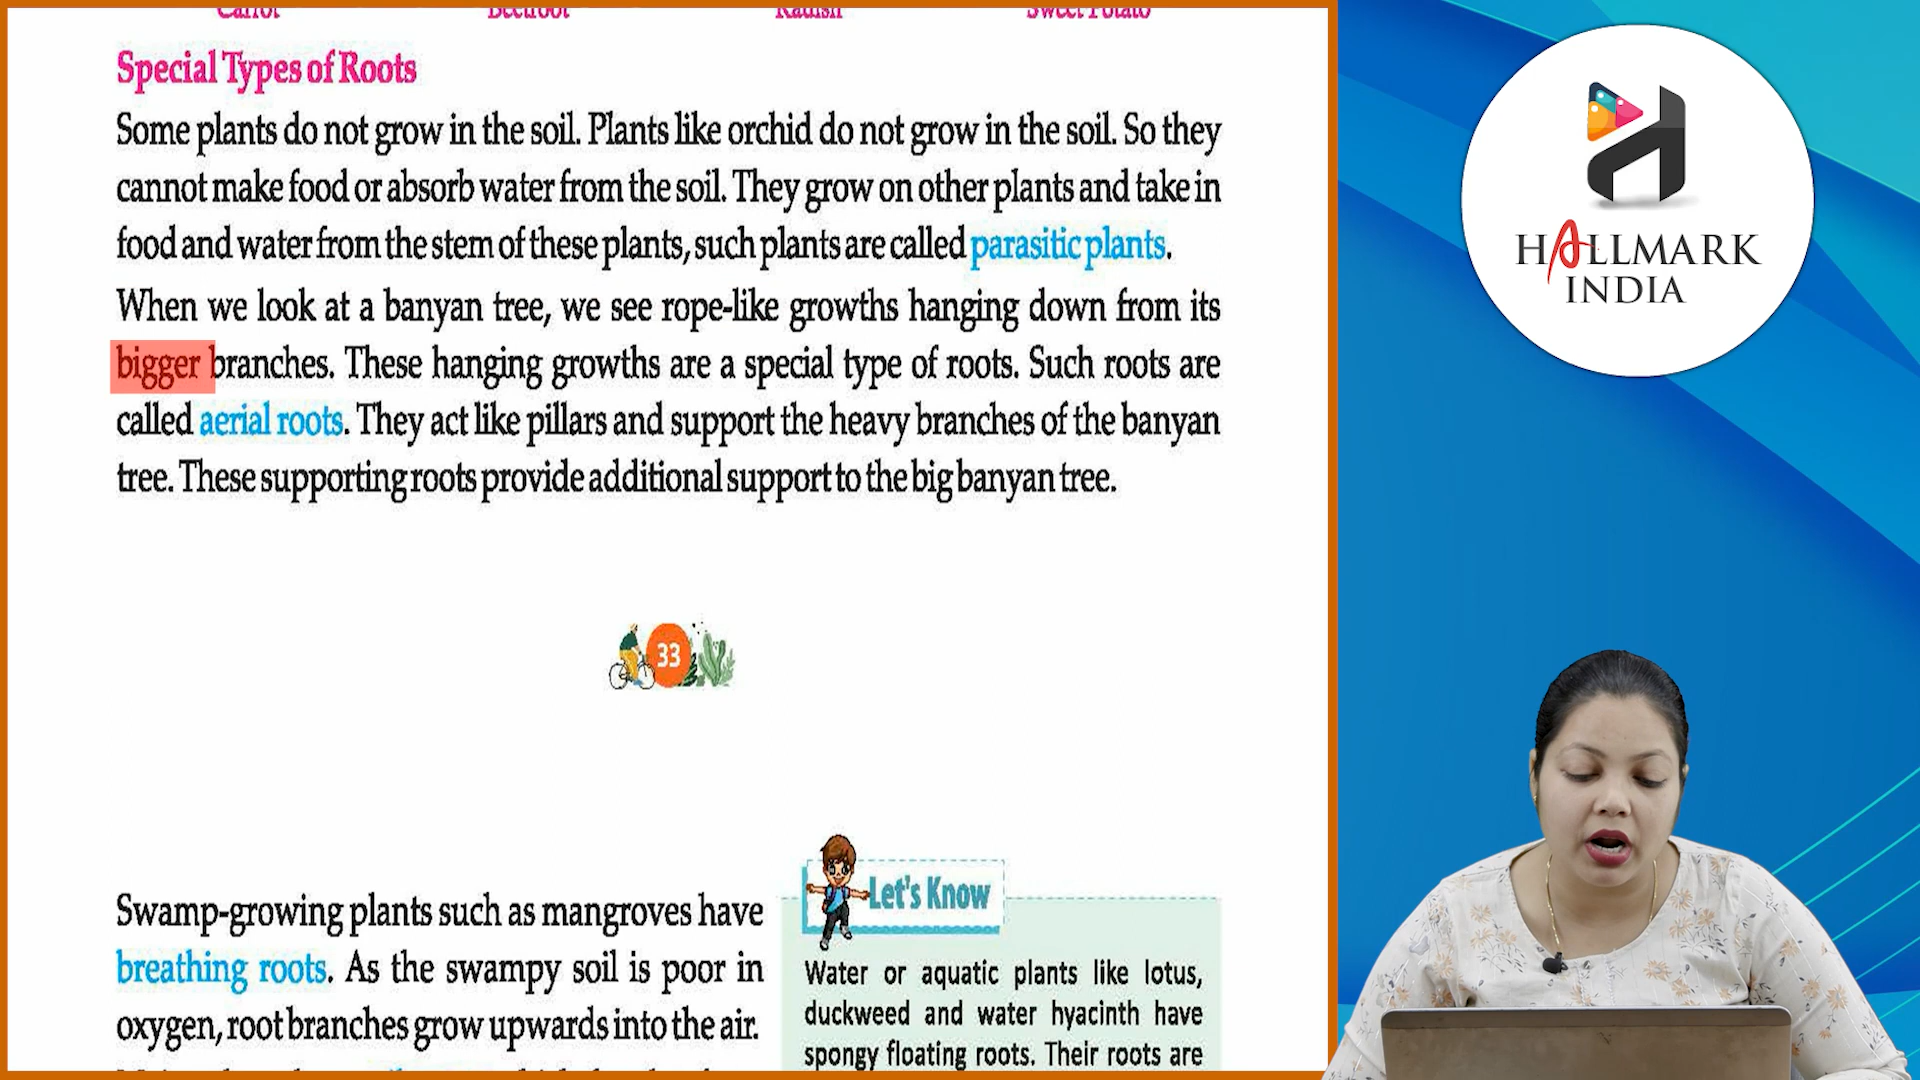 Carrot Beetroot Radish Sweet Potato
Special Types of Roots
Some plants do not grow in the soil. Plants like orchid do not grow in the soil. So they
cannot make food or absorb water from the soil. They grow on other plants and take in
food and water from the stem of these plants, such plants are called parasitic plants.
When we look at a banyan tree, we see rope-like growths hanging down from its
bigger branches. These hanging growths are a special type of roots. Such roots are
called aerial roots. They act like pillars and support the heavy branches of the banyan
tree. These supporting roots provide additional support to the big banyan tree.
33
Swamp-growing plants such as mangroves have
breathing roots. As the swampy soil is poor in
oxygen, root branches grow upwards into the air.
Let's Know
Water or aquatic plants like lotus,
duckweed and water hyacinth have
spongy floating roots. Their roots are
HALLMARK
INDIA